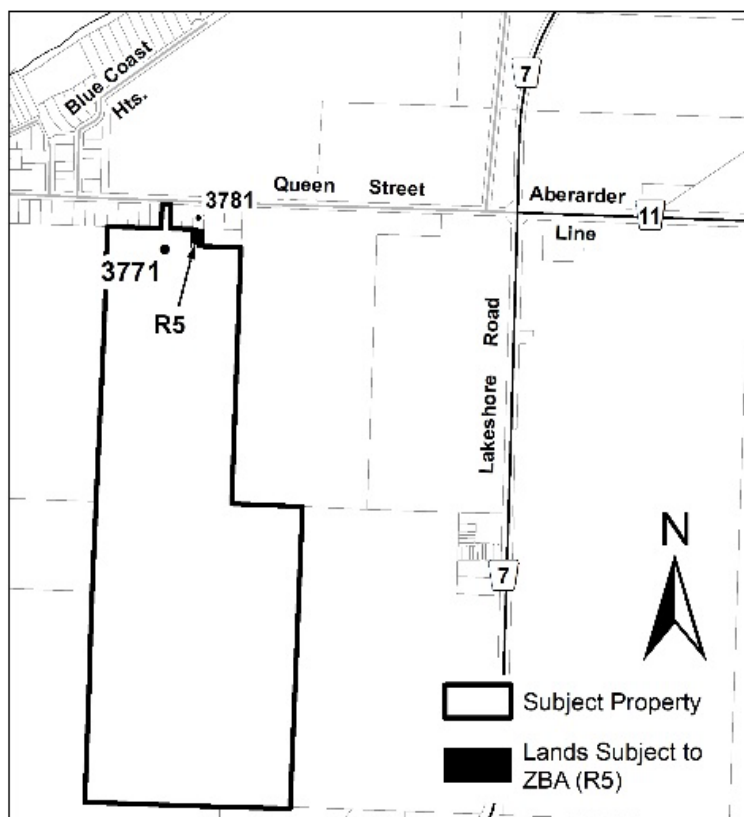 Blue Coast
Hts.
7
3781
Queen Street
Aberarder
Line
11
3771
R5
Lakeshore Road
N
7
Subject Property
Lands Subject to
ZBA (R5)